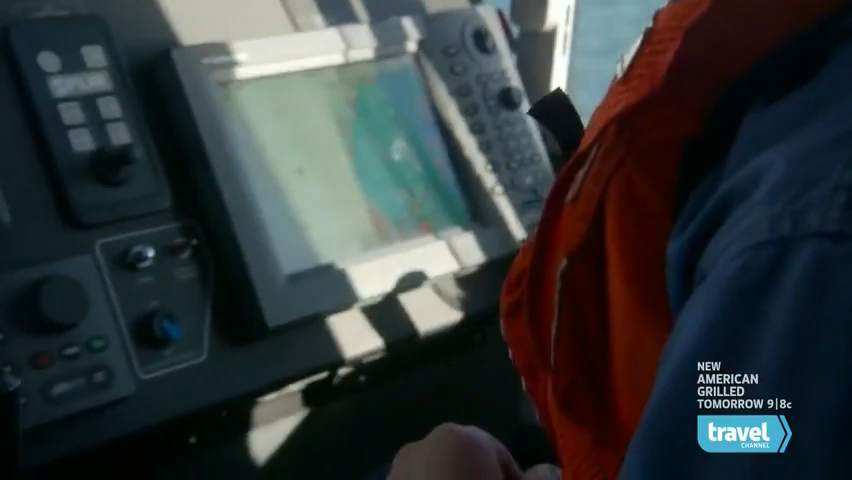 NEW
AMERICAN
GRILLED
TOMORROW 9|8c
travel
CHANNEL